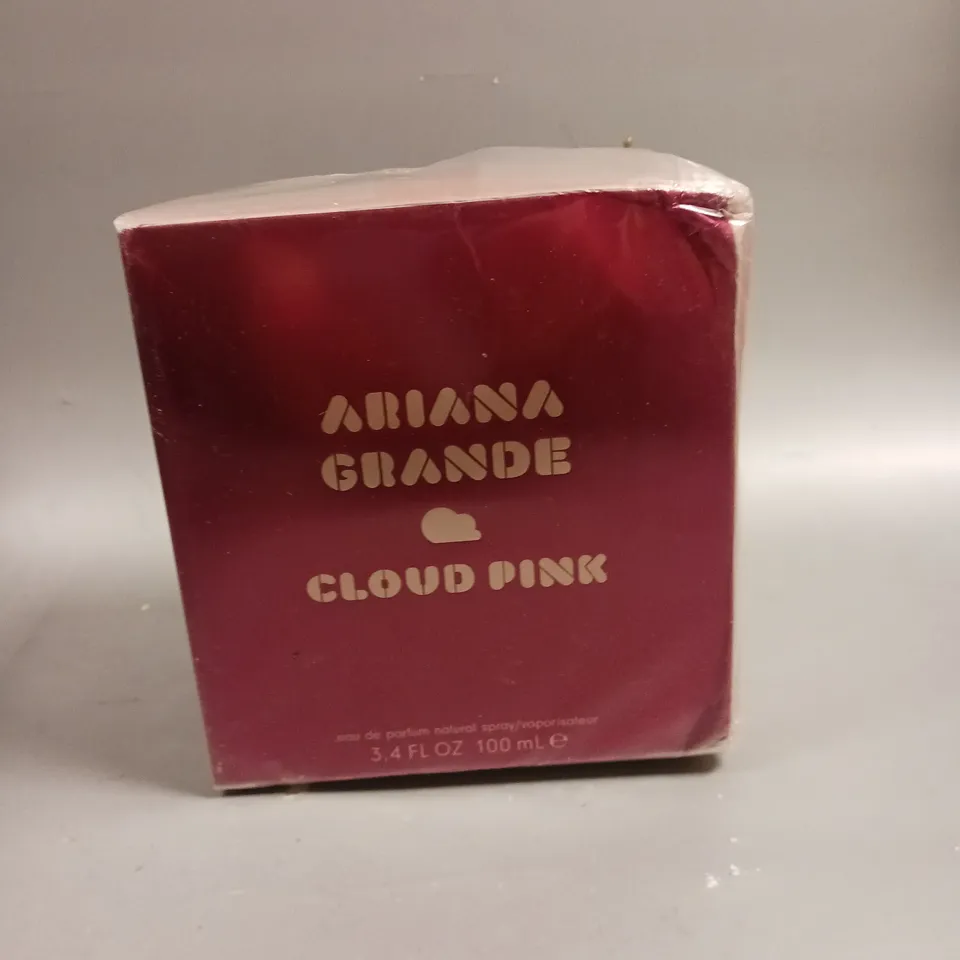 ARIANA
GRANDE
CLOUD PINK
eau de parfum natural spray/vaporisateur
3.4 FL OZ 100 mL ℮